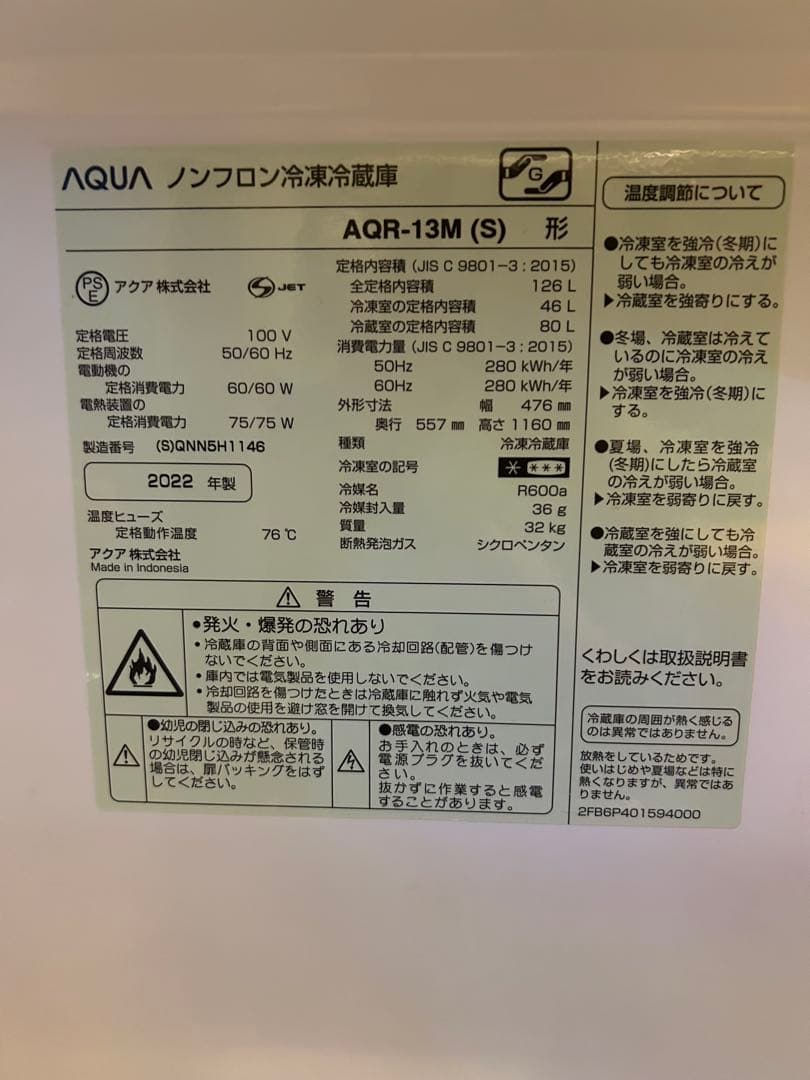 AQUA ノンフロン冷凍冷蔵庫
G
AQR-13M (S) 形
PS
E
アクア株式会社
JET
定格電圧 100 V
定格周波数 50/60 Hz
電動機の
定格消費電力 60/60 W
電熱装置の
定格消費電力 75/75 W
製造番号 (S)QNN5H1146
2022 年製
温度ヒューズ
定格動作温度 76 ℃
アクア株式会社
Made in Indonesia
定格内容積 (JIS C 9801-3 : 2015)
全定格内容積 126 L
冷凍室の定格内容積 46 L
冷蔵室の定格内容積 80 L
消費電力量 (JIS C 9801-3 : 2015)
50Hz 280 kWh/年
60Hz 280 kWh/年
外形寸法 幅 476 ㎜
奥行 557 ㎜ 高さ 1160 ㎜
種類 冷凍冷蔵庫
冷凍室の記号
冷媒名 R600a
冷媒封入量 36 g
質量 32 kg
断熱発泡ガス シクロペンタン
警告
●発火・爆発の恐れあり
・冷蔵庫の背面や側面にある冷却回路(配管)を傷つけ
ないでください。
・庫内では電気製品を使用しないでください。
・冷却回路を傷つけたときは冷蔵庫に触れず火気や電気
製品の使用を避け窓を開けて換気してください。
●幼児の閉じ込みの恐れあり。
リサイクルの時など、保管時
の幼児閉じ込みが懸念される
場合は、扉パッキングをはず
してください。
●感電の恐れあり。
お手入れのときは、必ず
電源プラグを抜いてくだ
さい。
抜かずに作業すると感電
することがあります。
温度調節について
●冷凍室を強冷(冬期)に
しても冷凍室の冷えが
弱い場合。
▶冷蔵室を強寄りにする。
●冬場、冷蔵室は冷えて
いるのに冷凍室の冷え
が弱い場合。
▶冷凍室を強冷(冬期)に
する。
●夏場、冷凍室を強冷
(冬期)にしたら冷蔵室
の冷えが弱い場合。
▶冷凍室を弱寄りに戻す。
●冷蔵室を強にしても冷
蔵室の冷えが弱い場合。
▶冷凍室を弱寄りに戻す。
くわしくは取扱説明書
をお読みください。
冷蔵庫の周囲が熱く感じる
のは異常ではありません。
放熱をしているためです。
使いはじめや夏場などは特に
熱くなりますが、異常ではあ
りません。
2FB6P401594000